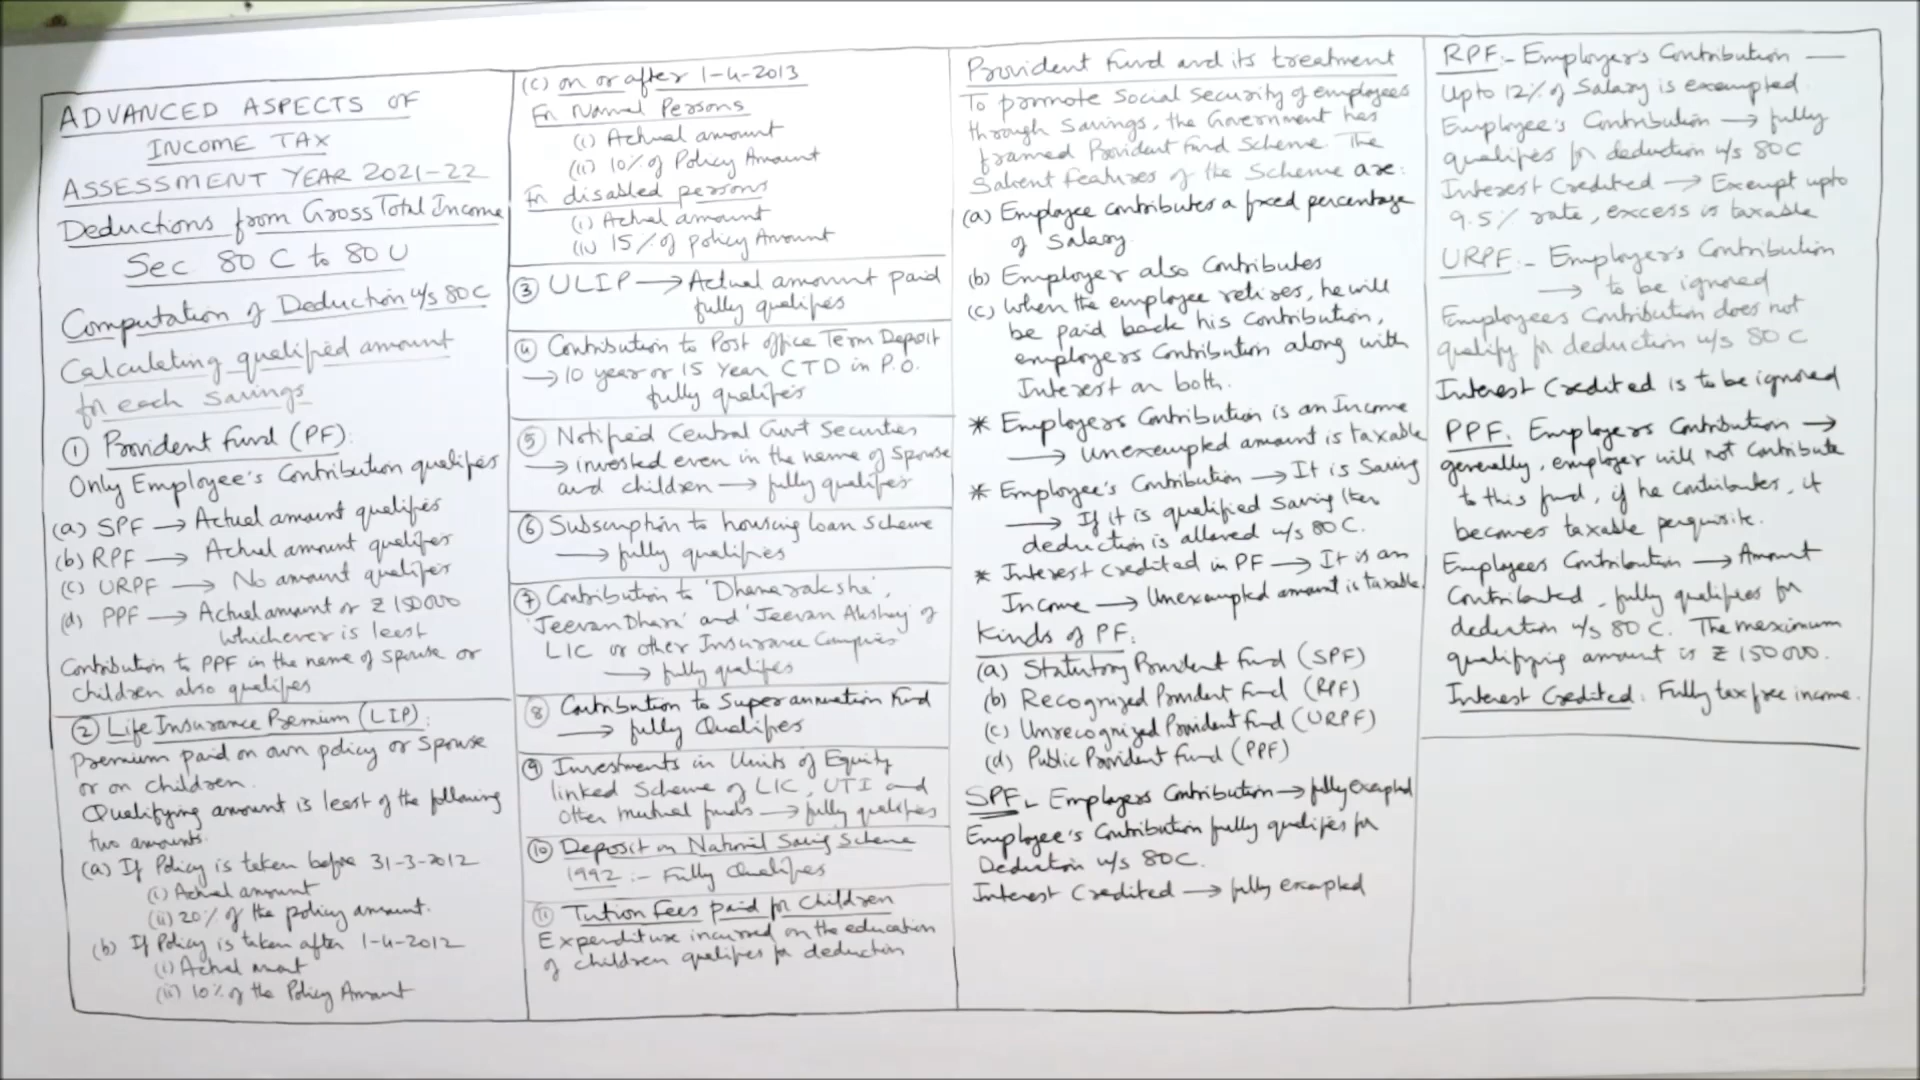 ADVANCED ASPECTS OF
INCOME TAX
ASSESSMENT YEAR 2021-22
Deductions from Gross Total Income
Sec 80 C to 80 U
Computation of Deduction u/s 80C
Calculating qualified amount
for each savings
① Provident Fund (PF):
Only Employee's Contribution qualifies
(a) SPF → Actual amount qualifies
(b) RPF → Actual amount qualifies
(c) URPF → No amount qualifies
(d) PPF → Actual amount or ₹ 150000
whichever is least
Contribution to PPF in the name of spouse or
children also qualifies
② Life Insurance Premium (LIP):
Premium paid on own policy or spouse
or on children.
Qualifying amount is least of the following
two amounts.
(a) If Policy is taken before 31-3-2012
(i) Actual amount
(ii) 20% of the policy amount.
(b) If Policy is taken after 1-4-2012
(i) Actual amout
(ii) 10% of the Policy Amount
(c) on or after 1-4-2013
For Normal Persons
(i) Actual amount
(ii) 10% of Policy Amount
For disabled persons
(i) Actual amount
(ii) 15% of policy Amount
③ ULIP → Actual amount paid
fully qualifies
④ Contribution to Post office Term Deposit
→ 10 year or 15 Year CTD in P.O.
fully qualifies
⑤ Notified Central Govt Securities
→ invested even in the name of Spouse
and children → fully qualifies
⑥ Subscription to housing loan scheme
→ fully qualifies
⑦ Contribution to 'Dhanaraksha',
'JeevanDhara' and 'Jeevan Akshay' of
LIC or other Insurance Companies
→ fully qualifies
⑧ Contribution to Superannuation Fund
→ fully Qualifies
⑨ Investments in Units of Equity
linked Scheme of LIC, UTI and
Other mutual funds → fully qualifies
⑩ Deposit in National Saving Scheme
1992 :- Fully Qualifies
⑪ Tution Fees paid for Children
Expenditure incurred on the education
of children qualifies for deduction
Provident Fund and its treatment
To promote Social Security of employees
through Savings, the Government has
framed Provident Fund Scheme. The
Salient features of the Scheme are:
(a) Employee contributes a fixed percentage
of Salary.
(b) Employer also Contributes
(c) When the employee retires, he will
be paid back his Contribution,
employers Contribution along with
Interest on both.
* Employers Contribution is an Income
→ Unexempted amount is taxable
* Employee's Contribution → It is Saving
→ If it is qualified Saving then
deduction is allowed u/s 80C.
* Interest Credited in PF → It is an
Income → Unexempted amount is taxable.
Kinds of PF:
(a) Statutory Provident Fund (SPF)
(b) Recognized Provident Fund (RPF)
(c) Unrecognized Provident Fund (URPF)
(d) Public Provident Fund (PPF)
SPF - Employers Contribution → fully exempted
Employee's Contribution fully qualifies for
Deduction u/s 80C.
Interest Credited → fully exempted
RPF :- Employer's Contribution —
Upto 12% of Salary is exempted.
Employee's Contribution → fully
qualifies for deduction u/s 80C
Interest Credited → Exempt upto
9.5% rate, excess is taxable
URPF :- Employer's Contribution
→ to be ignored
Employees Contribution does not
qualify for deduction u/s 80C
Interest Credited is to be ignored
PPF. Employers Contribution →
generally, employer will not contribute
to this fund, if he contributes, it
becomes taxable perquisite.
Employees Contribution → Amount
Contributed, fully qualifies for
deduction u/s 80C. The maximum
qualifying amount is ₹ 150000.
Interest Credited: Fully tax free income.